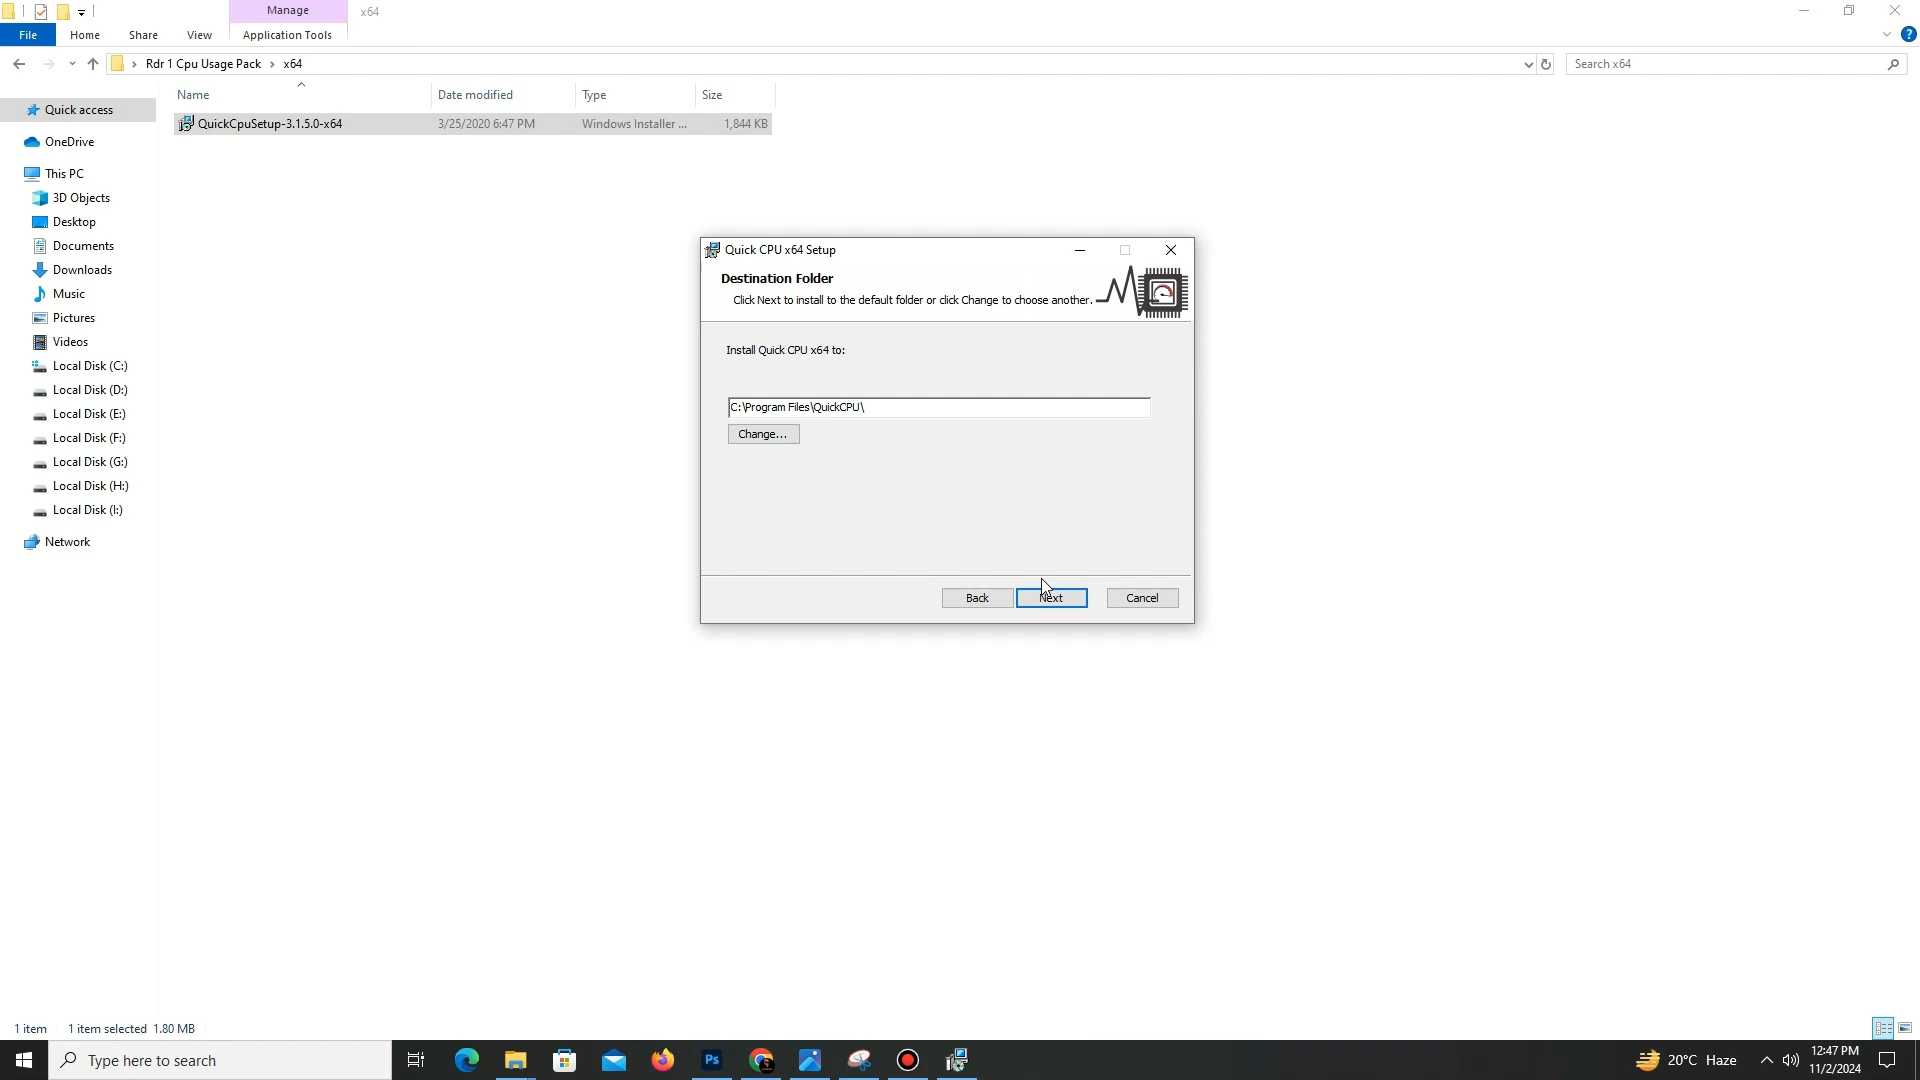 Manage
x64
File
Home
Share
View
Application Tools
Rdr 1 Cpu Usage Pack
x64
Search x64
Name
Date modified
Type
Size
QuickCpuSetup-3.1.5.0-x64
3/25/2020 6:47 PM
Windows Installer ...
1,844 KB
Quick access
OneDrive
This PC
3D Objects
Desktop
Documents
Downloads
Music
Pictures
Videos
Local Disk (C:)
Local Disk (D:)
Local Disk (E:)
Local Disk (F:)
Local Disk (G:)
Local Disk (H:)
Local Disk (I:)
Network
Quick CPU x64 Setup
Destination Folder
Click Next to install to the default folder or click Change to choose another.
Install Quick CPU x64 to:
C:\Program Files\QuickCPU\
Change...
Back
Next
Cancel
1 item
1 item selected 1.80 MB
Type here to search
Ps
20°C Haze
12:47 PM
11/2/2024